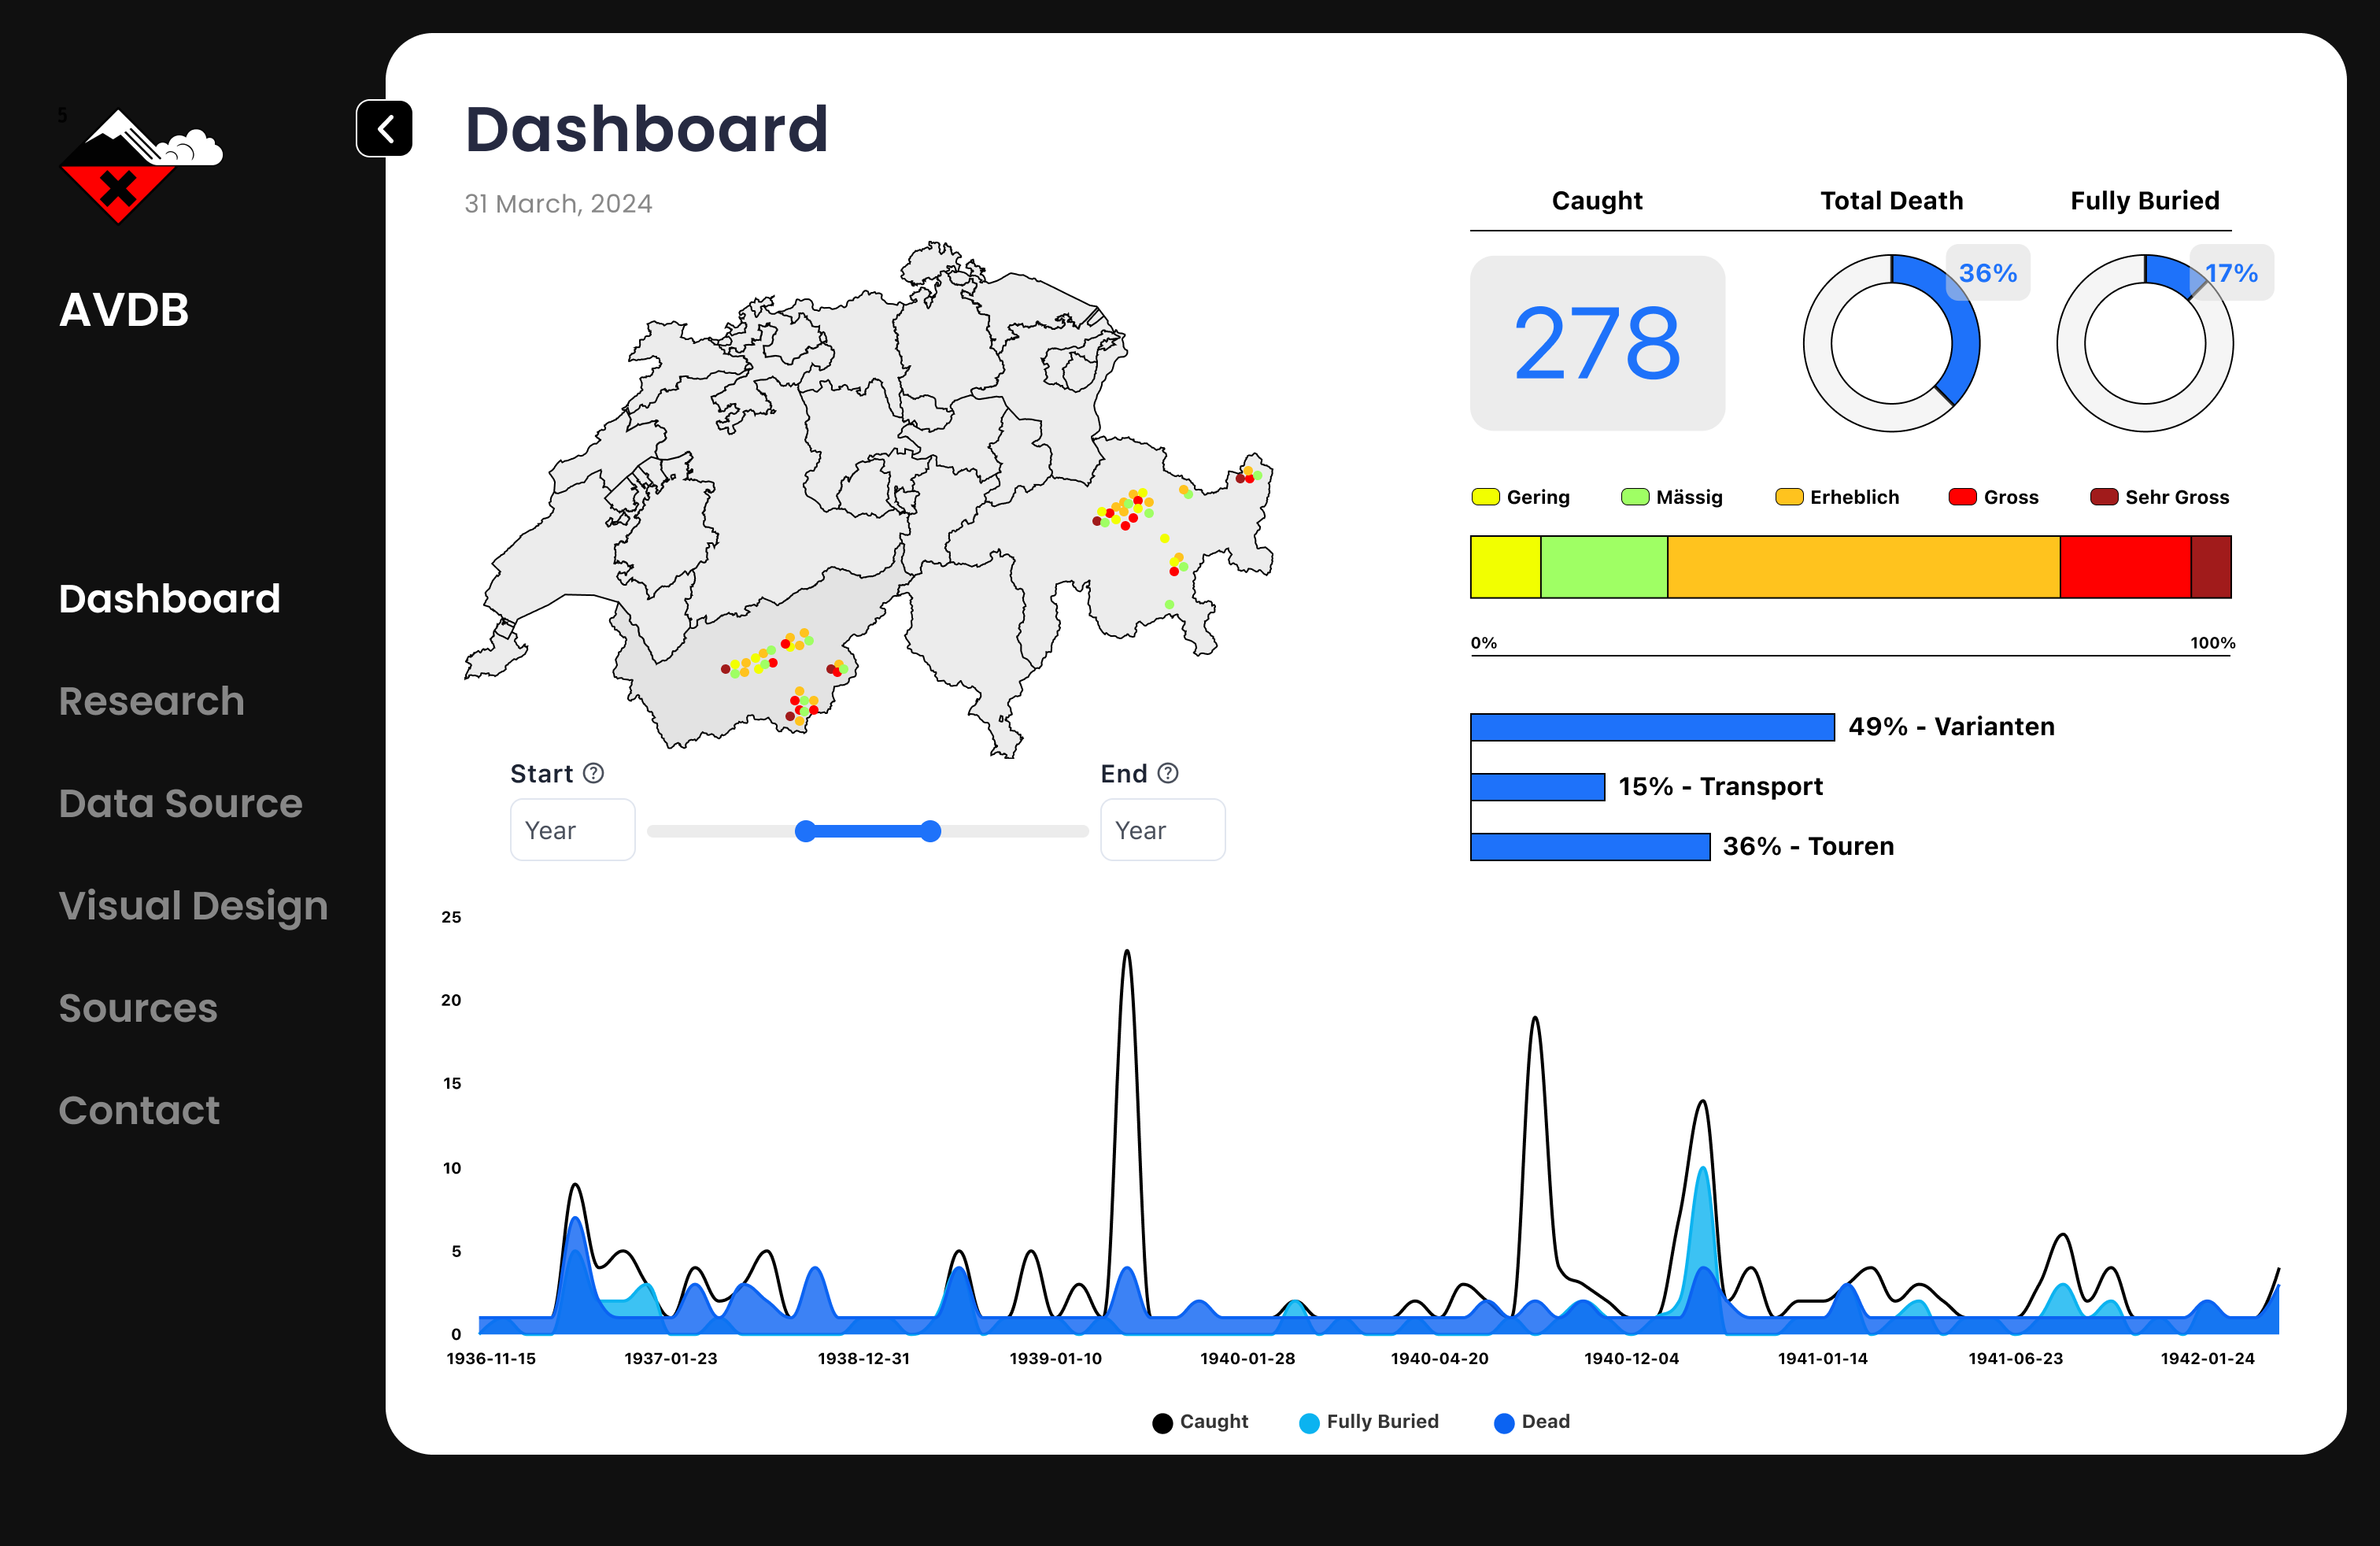 5
AVDB
Dashboard
Research
Data Source
Visual Design
Sources
Contact
Dashboard
31 March, 2024
Caught
Total Death
Fully Buried
278
36%
17%
Gering
Mässig
Erheblich
Gross
Sehr Gross
0%
100%
49% - Varianten
15% - Transport
36% - Touren
Start ?
End ?
Year
Year
25
20
15
10
5
0
1936-11-15
1937-01-23
1938-12-31
1939-01-10
1940-01-28
1940-04-20
1940-12-04
1941-01-14
1941-06-23
1942-01-24
Caught
Fully Buried
Dead